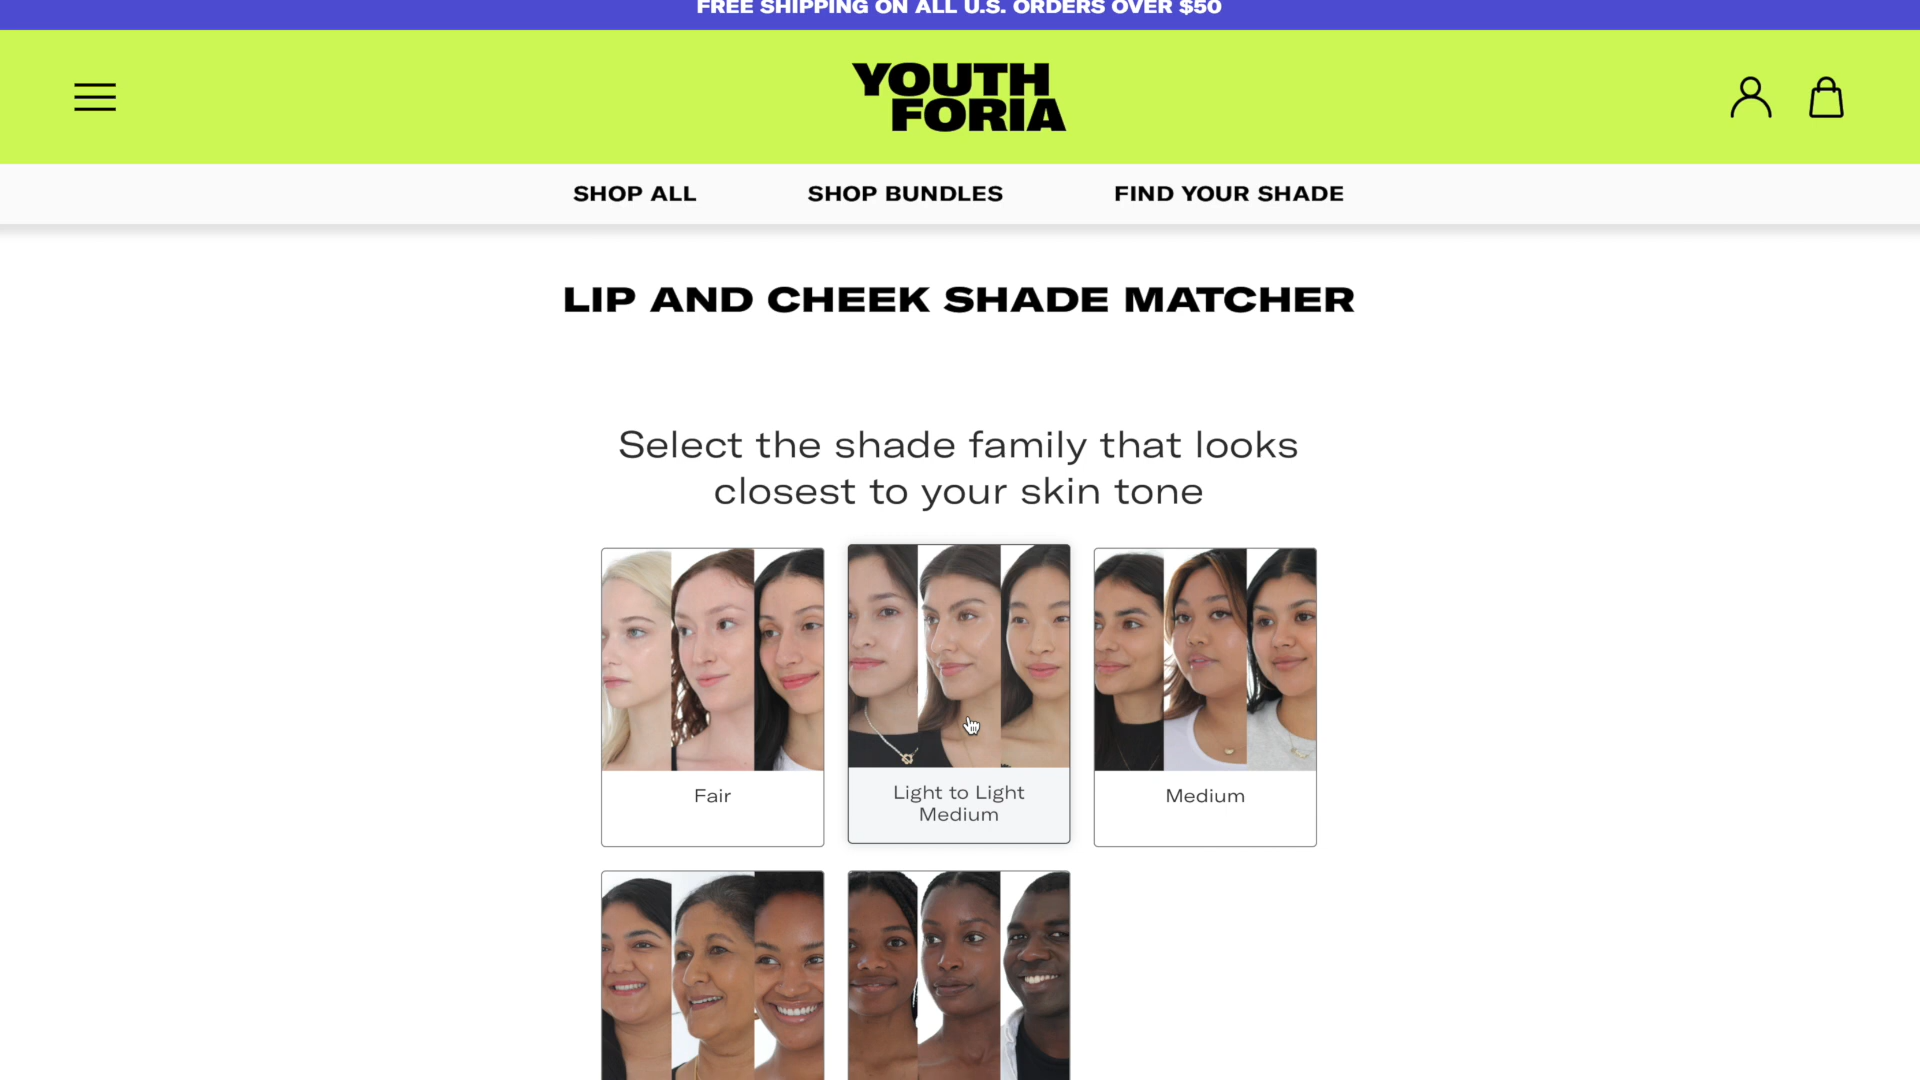 FREE SHIPPING ON ALL U.S. ORDERS OVER $50
YOUTH
FORIA
SHOP ALL
SHOP BUNDLES
FIND YOUR SHADE
LIP AND CHEEK SHADE MATCHER
Select the shade family that looks
closest to your skin tone
Fair
Light to Light
Medium
Medium